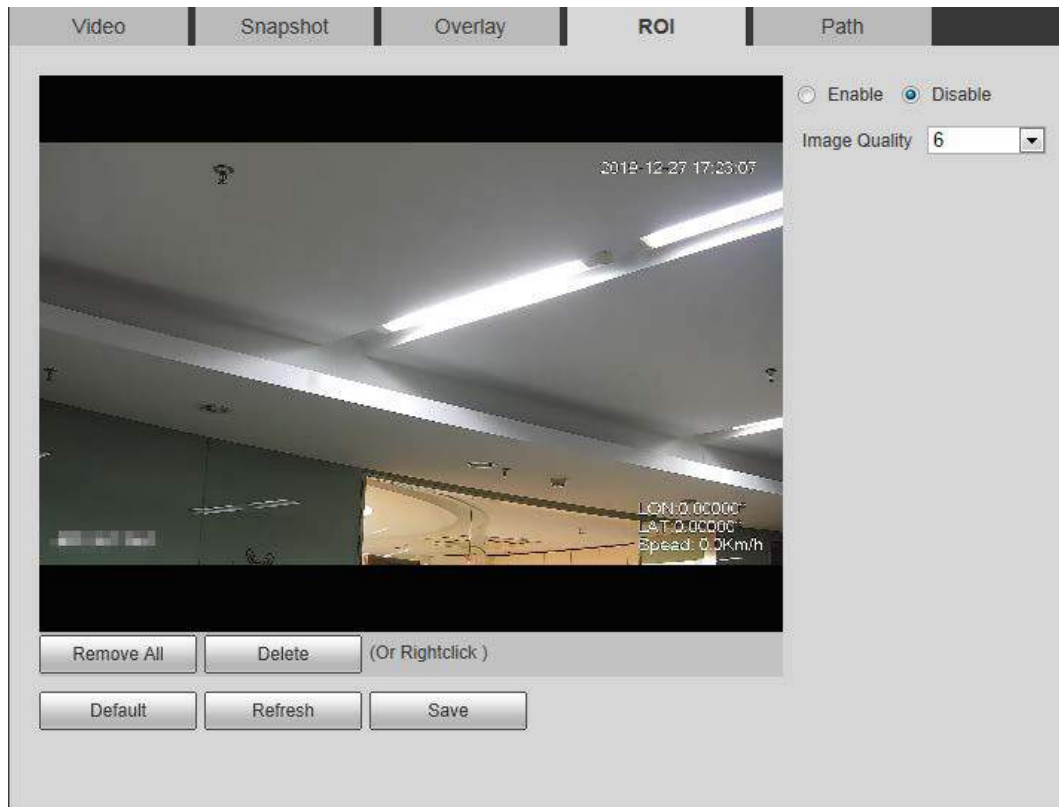 Video Snapshot Overlay ROI Path
Enable Disable
Image Quality 6
2019-12-27 17:23:07
LON:0.00000°
LAT:0.00000°
Speed: 0.0Km/h
Remove All Delete (Or Rightclick )
Default Refresh Save